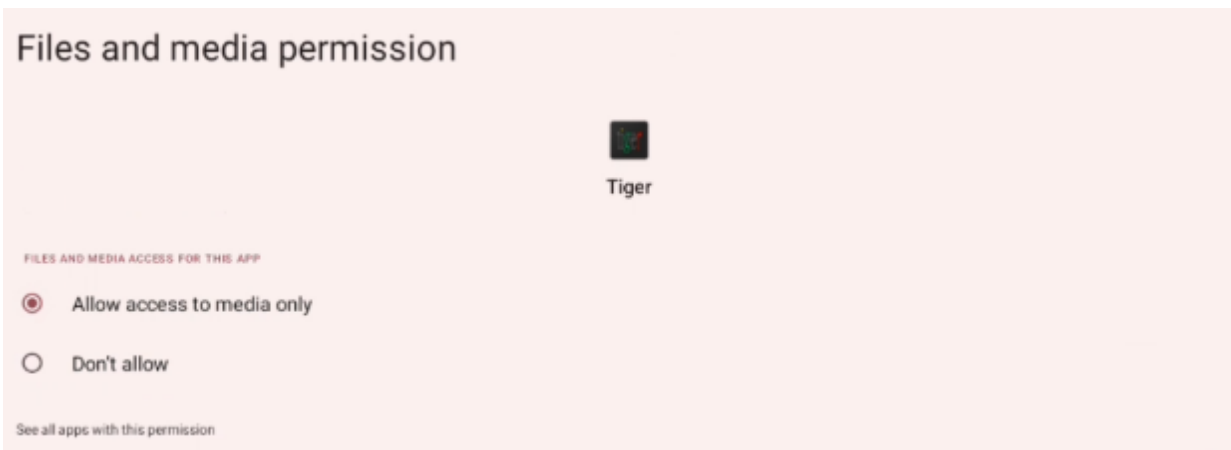 Files and media permission
Tiger
FILES AND MEDIA ACCESS FOR THIS APP
Allow access to media only
Don't allow
See all apps with this permission